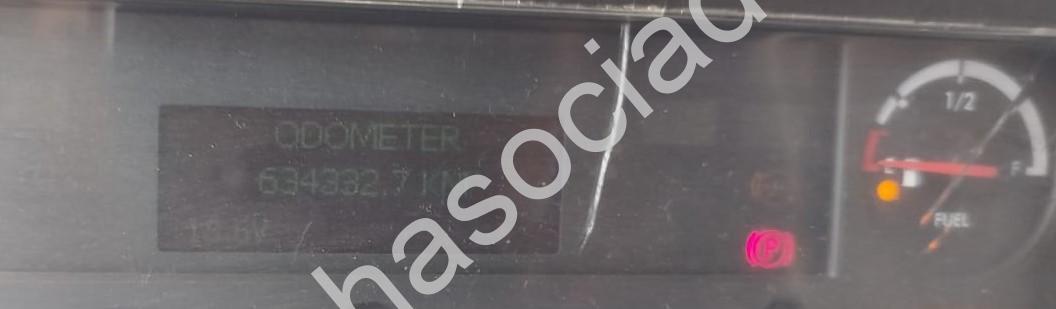 ODOMETER
634332.7 KM
1/2
E F
FUEL
(P)
hasociad